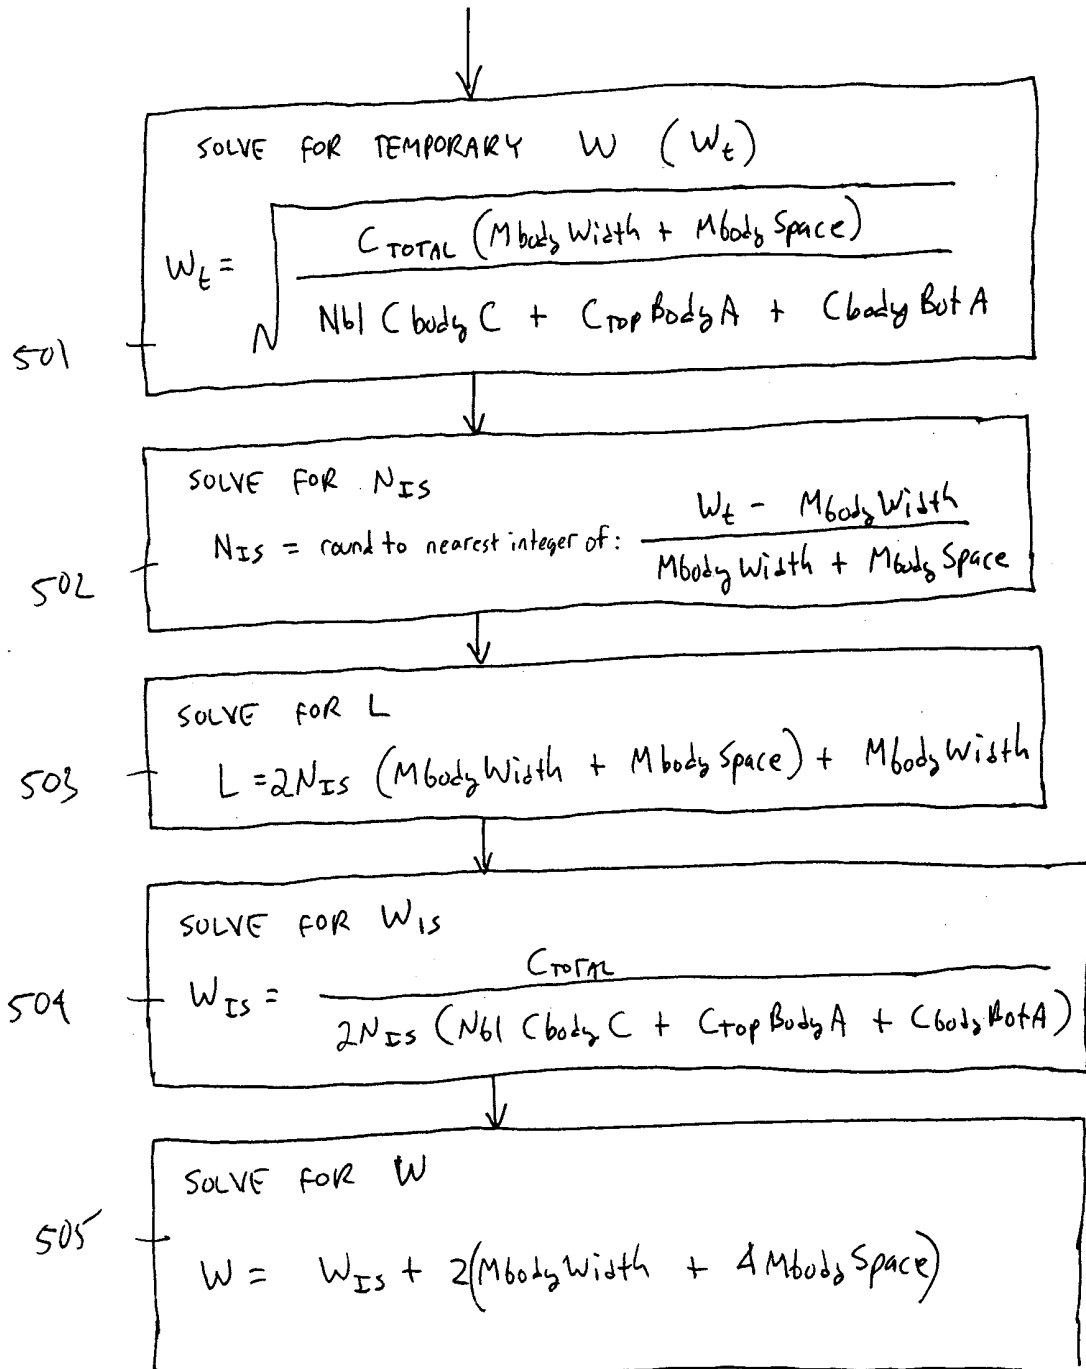 SOLVE FOR TEMPORARY W (Wt)
Wt = √ CTOTAL (Mbody Width + Mbody Space)
Nbl Cbody C + CTOP Body A + Cbody Bot A
501
SOLVE FOR NIS
NIS = round to nearest integer of: Wt - Mbody Width
Mbody Width + Mbody Space
502
SOLVE FOR L
L = 2NIS (Mbody Width + Mbody Space) + Mbody Width
503
SOLVE FOR WIS
WIS = CTOTAL
2NIS (Nbl Cbody C + CTOP Body A + Cbody Bot A)
504
SOLVE FOR W
W = WIS + 2(Mbody Width + 4 Mbody Space)
505